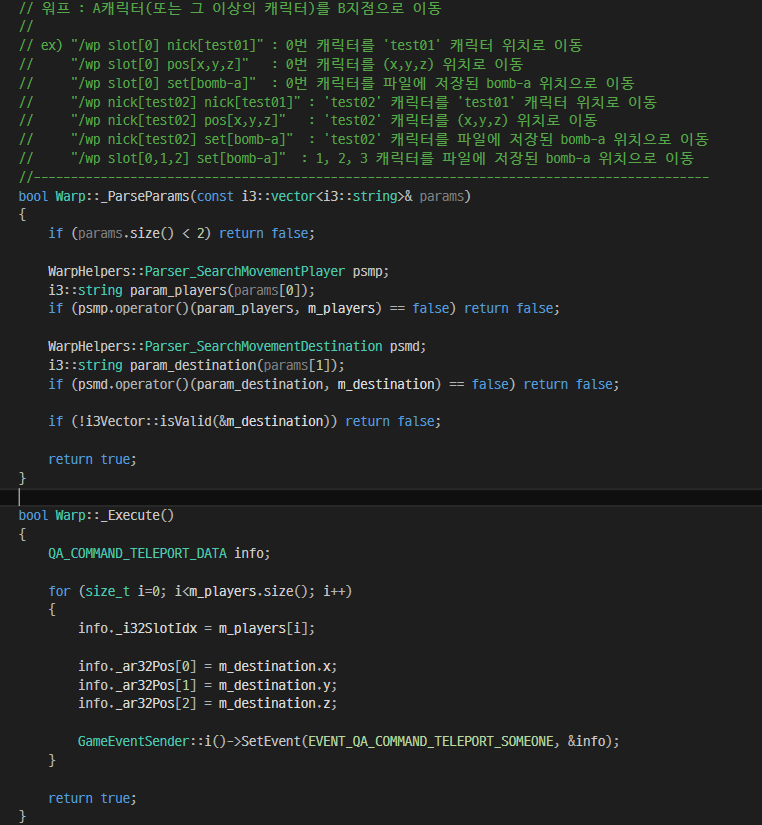 // 워프 : A캐릭터(또는 그 이상의 캐릭터)를 B지점으로 이동
//
// ex) "/wp slot[0] nick[test01]" : 0번 캐릭터를 'test01' 캐릭터 위치로 이동
//     "/wp slot[0] pos[x,y,z]"   : 0번 캐릭터를 (x,y,z) 위치로 이동
//     "/wp slot[0] set[bomb-a]"  : 0번 캐릭터를 파일에 저장된 bomb-a 위치으로 이동
//     "/wp nick[test02] nick[test01]" : 'test02' 캐릭터를 'test01' 캐릭터 위치로 이동
//     "/wp nick[test02] pos[x,y,z]"   : 'test02' 캐릭터를 (x,y,z) 위치로 이동
//     "/wp nick[test02] set[bomb-a]"  : 'test02' 캐릭터를 파일에 저장된 bomb-a 위치으로 이동
//     "/wp slot[0,1,2] set[bomb-a]"  : 1, 2, 3 캐릭터를 파일에 저장된 bomb-a 위치으로 이동
//-------------------------------------------------------------------------------------------
bool Warp::_ParseParams(const i3::vector<i3::string>& params)
{
    if (params.size() < 2) return false;

    WarpHelpers::Parser_SearchMovementPlayer psmp;
    i3::string param_players(params[0]);
    if (psmp.operator()(param_players, m_players) == false) return false;

    WarpHelpers::Parser_SearchMovementDestination psmd;
    i3::string param_destination(params[1]);
    if (psmd.operator()(param_destination, m_destination) == false) return false;

    if (!i3Vector::isValid(&m_destination)) return false;

    return true;
}

bool Warp::_Execute()
{
    QA_COMMAND_TELEPORT_DATA info;

    for (size_t i=0; i<m_players.size(); i++)
    {
        info._i32SlotIdx = m_players[i];

        info._ar32Pos[0] = m_destination.x;
        info._ar32Pos[1] = m_destination.y;
        info._ar32Pos[2] = m_destination.z;

        GameEventSender::i()->SetEvent(EVENT_QA_COMMAND_TELEPORT_SOMEONE, &info);
    }

    return true;
}